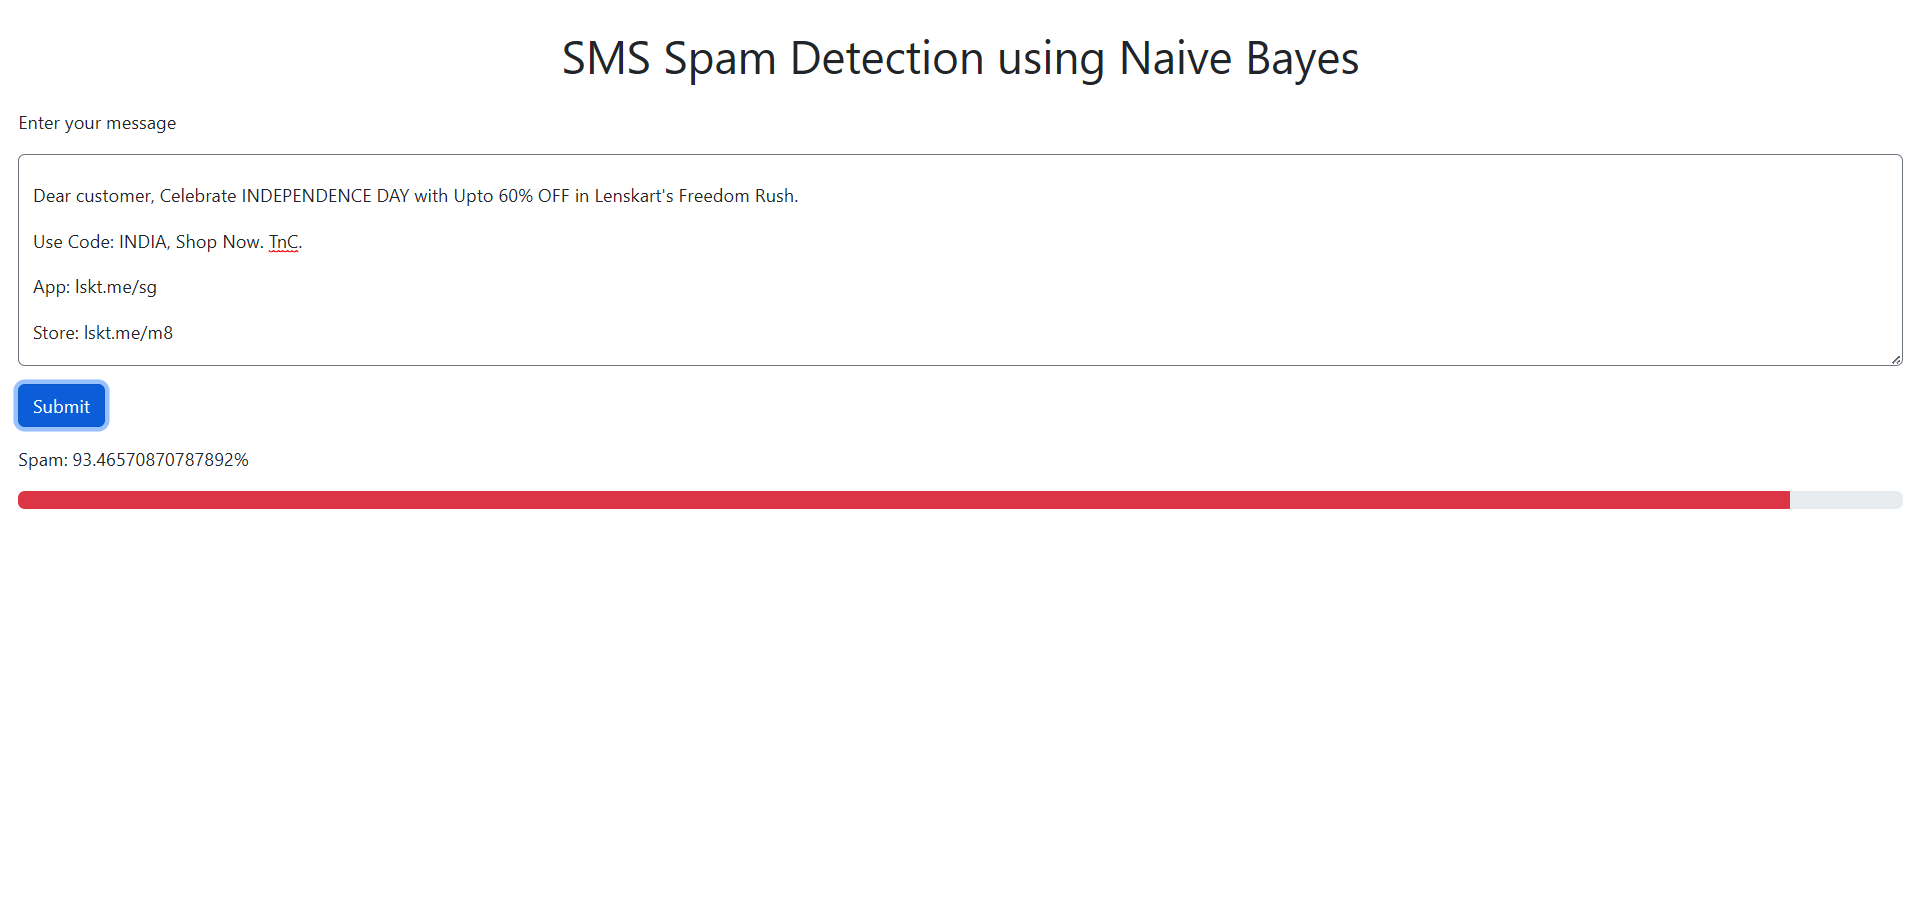 SMS Spam Detection using Naive Bayes
Enter your message
Dear customer, Celebrate INDEPENDENCE DAY with Upto 60% OFF in Lenskart's Freedom Rush.
Use Code: INDIA, Shop Now. TnC.
App: lskt.me/sg
Store: lskt.me/m8
Submit
Spam: 93.46570870787892%